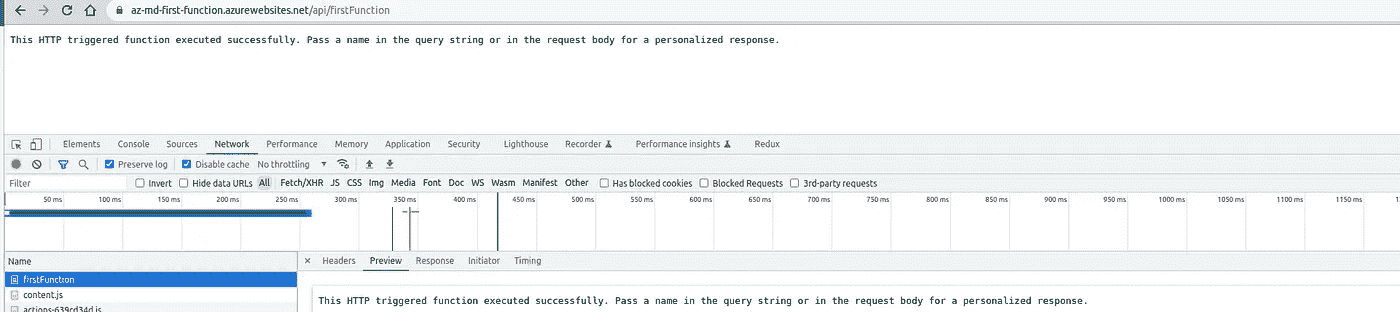 az-md-first-function.azurewebsites.net/api/firstFunction
This HTTP triggered function executed successfully. Pass a name in the query string or in the request body for a personalized response.
Elements Console Sources Network Performance Memory Application Security Lighthouse Recorder Performance insights Redux
Preserve log Disable cache No throttling
Filter Invert Hide data URLs All Fetch/XHR JS CSS Img Media Font Doc WS Wasm Manifest Other Has blocked cookies Blocked Requests 3rd-party requests
50 ms 100 ms 150 ms 200 ms 250 ms 300 ms 350 ms 400 ms 450 ms 500 ms 550 ms 600 ms 650 ms 700 ms 750 ms 800 ms 850 ms 900 ms 950 ms 1000 ms 1050 ms 1100 ms 1150 ms
Name × Headers Preview Response Initiator Timing
firstFunction
content.js
This HTTP triggered function executed successfully. Pass a name in the query string or in the request body for a personalized response.
actions-639cd34d.js